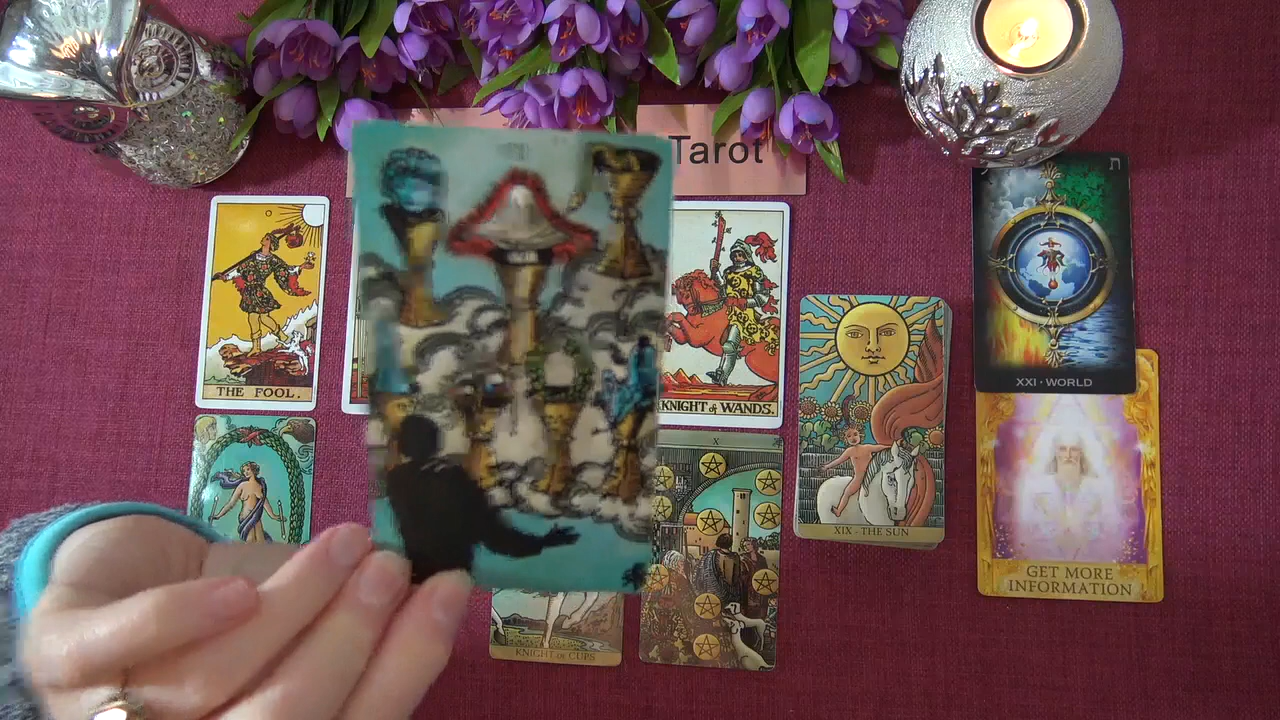 Tarot
THE FOOL.
KNIGHT of WANDS.
X
XIX - THE SUN
XXI • WORLD
ת
GET MORE
INFORMATION
KNIGHT OF CUPS